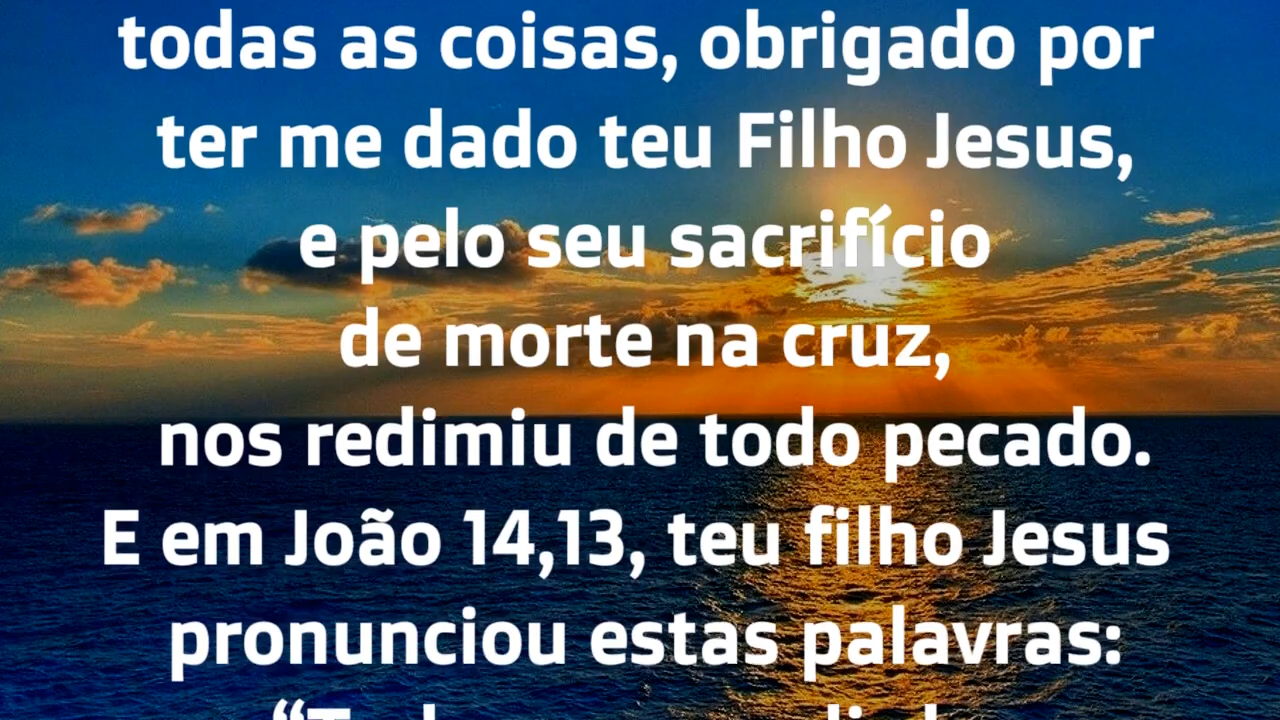 todas as coisas, obrigado por
ter me dado teu Filho Jesus,
e pelo seu sacrifício
de morte na cruz,
nos redimiu de todo pecado.
E em João 14,13, teu filho Jesus
pronunciou estas palavras: